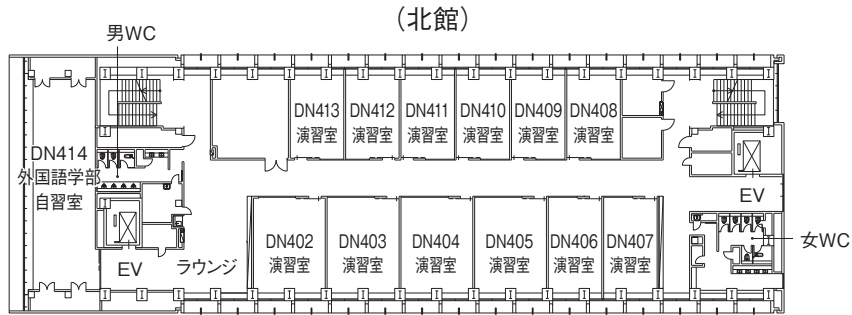 (北館)
男WC
DN413
演習室
DN412
演習室
DN411
演習室
DN410
演習室
DN409
演習室
DN408
演習室
DN414
外国語学部
自習室
EV
DN402
演習室
DN403
演習室
DN404
演習室
DN405
演習室
DN406
演習室
DN407
演習室
女WC
EV
ラウンジ